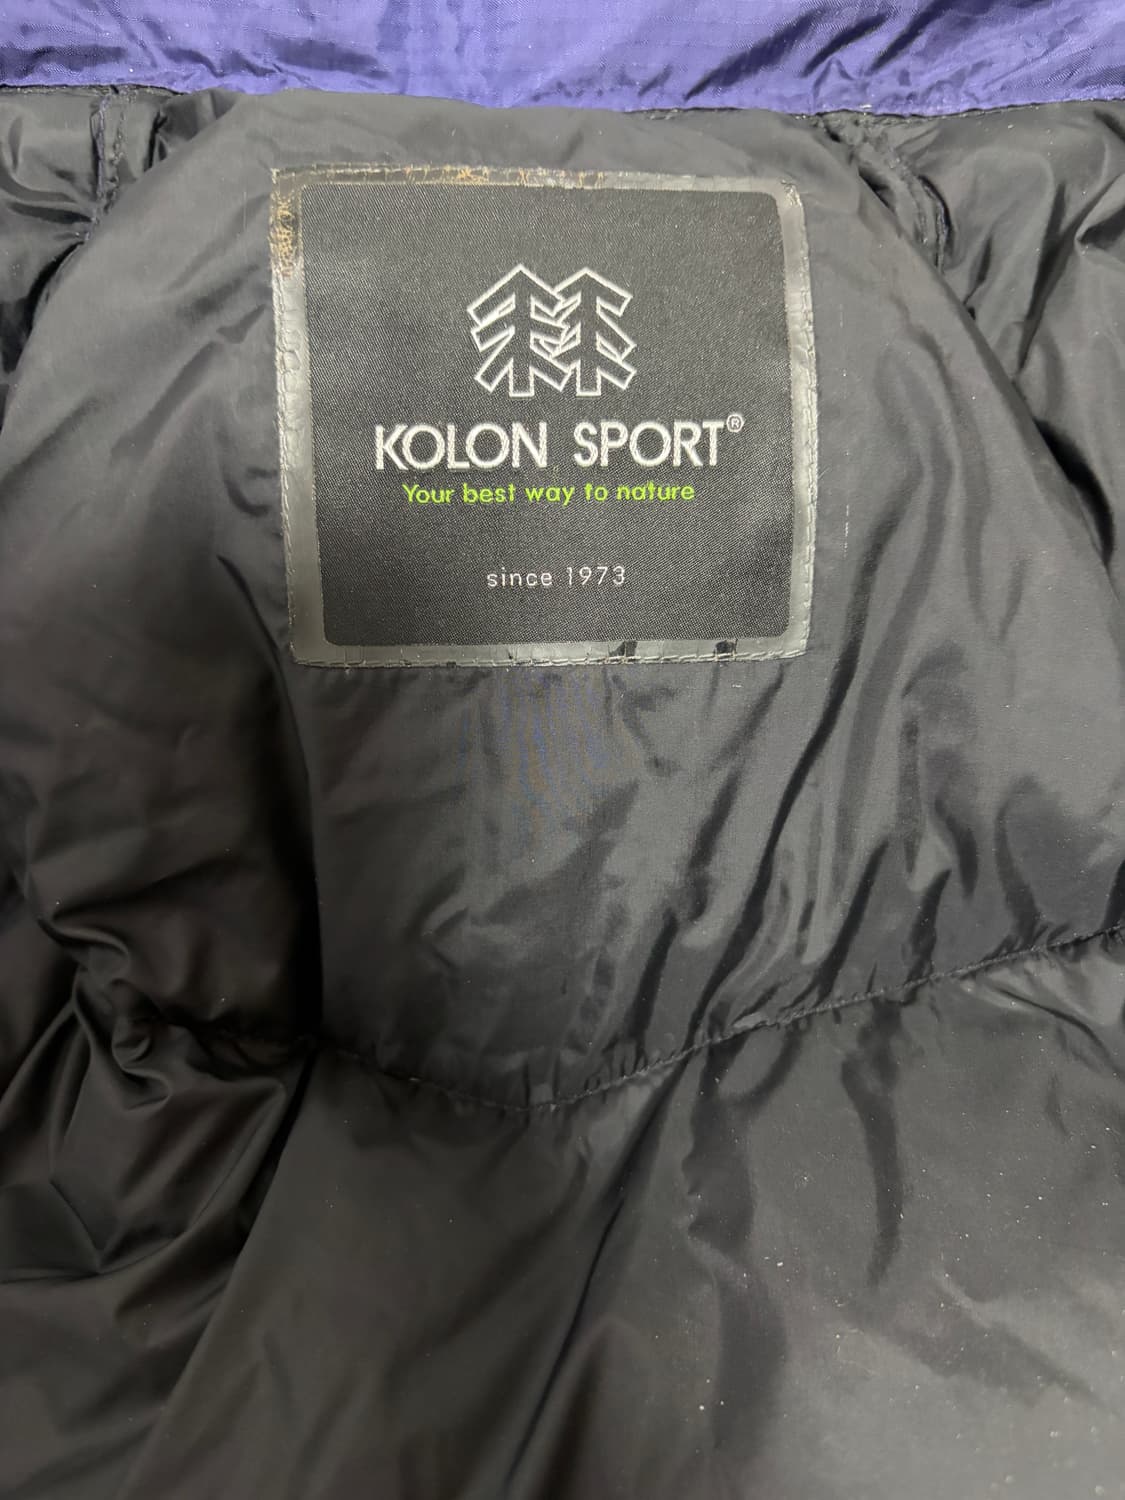 KOLON SPORT®
Your best way to nature
since 1973